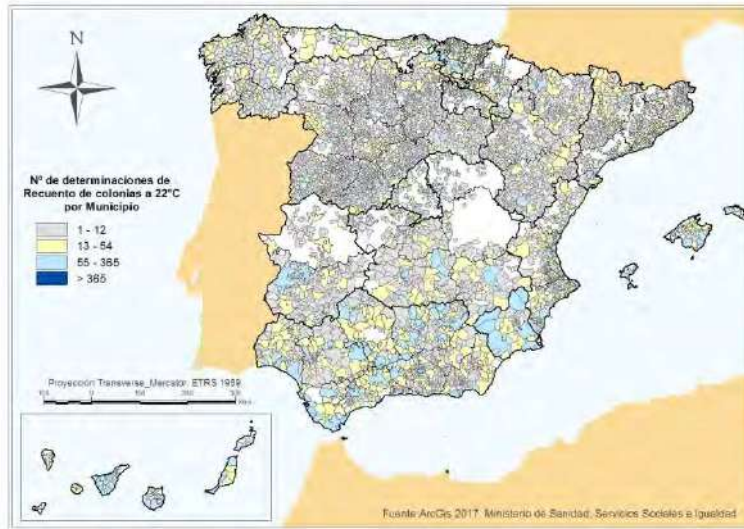 N
Nº de determinaciones de
Recuento de colonias a 22°C
por Municipio
1 - 12
13 - 54
55 - 365
> 365
Proyección Transverse_Mercator. ETRS 1989
Fuente:ArcGis 2017. Ministerio de Sanidad, Servicios Sociales e Igualdad